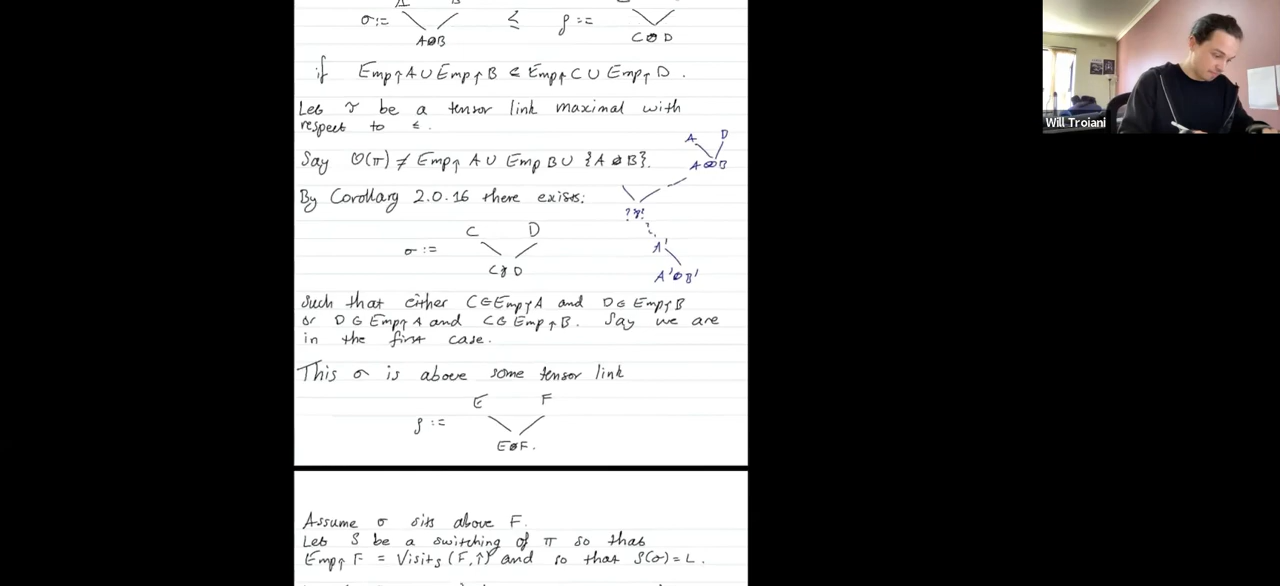 σ := A⊗B ≤ ρ := C⊗D
if Emp↑A ∪ Emp↑B ⊆ Emp↑C ∪ Emp↑D.
Let τ be a tensor link maximal with
respect to ≤.
Say O(π) ≠ Emp↑ A ∪ Emp B ∪ {A⊗B}.
By Corollary 2.0.16 there exists:
A D
A⊗B
?⅋!
A'
A'⊗B'
C D
σ :=
C⅋D
such that either C∈Emp↑A and D∈Emp↑B
or D∈Emp↑A and C∈Emp↑B. Say we are
in the first case.
This σ is above some tensor link
E F
ρ :=
E⊗F.
Assume σ sits above F.
Let S be a switching of π so that
Emp↑F = Visits(F,↑) and so that S(σ)=L.
Will Troiani